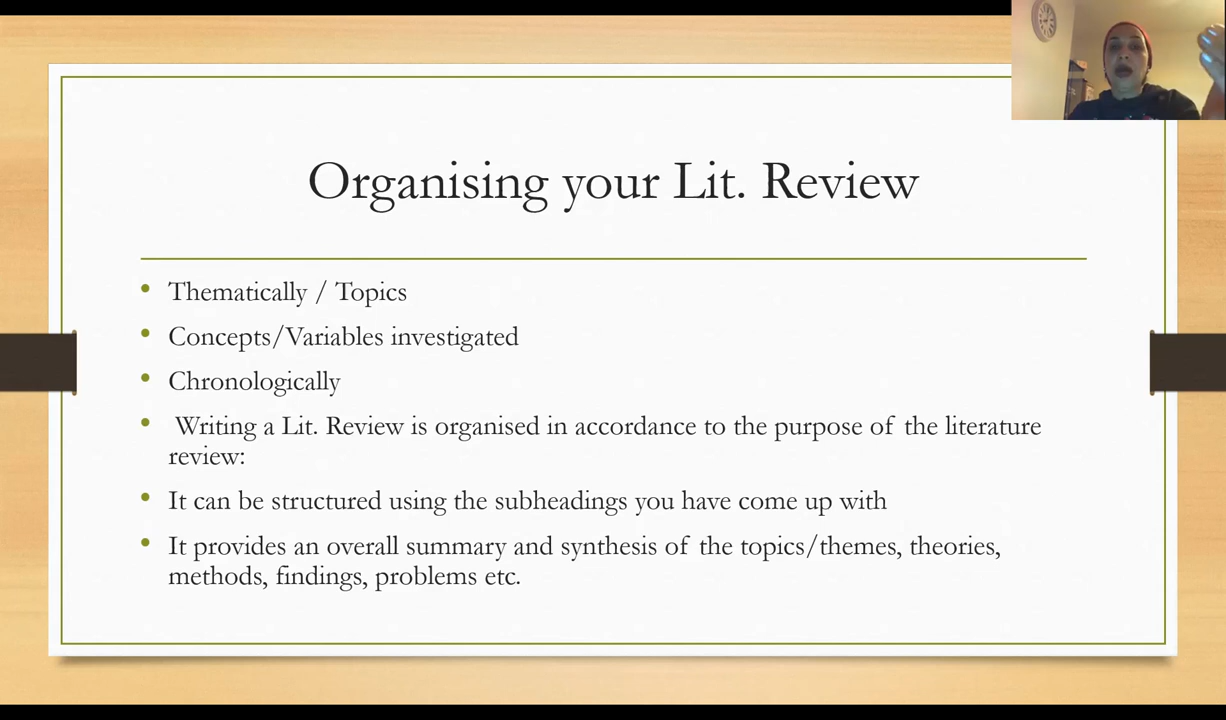 Organising your Lit. Review
• Thematically / Topics
• Concepts/Variables investigated
• Chronologically
• Writing a Lit. Review is organised in accordance to the purpose of the literature
review:
• It can be structured using the subheadings you have come up with
• It provides an overall summary and synthesis of the topics/themes, theories,
methods, findings, problems etc.